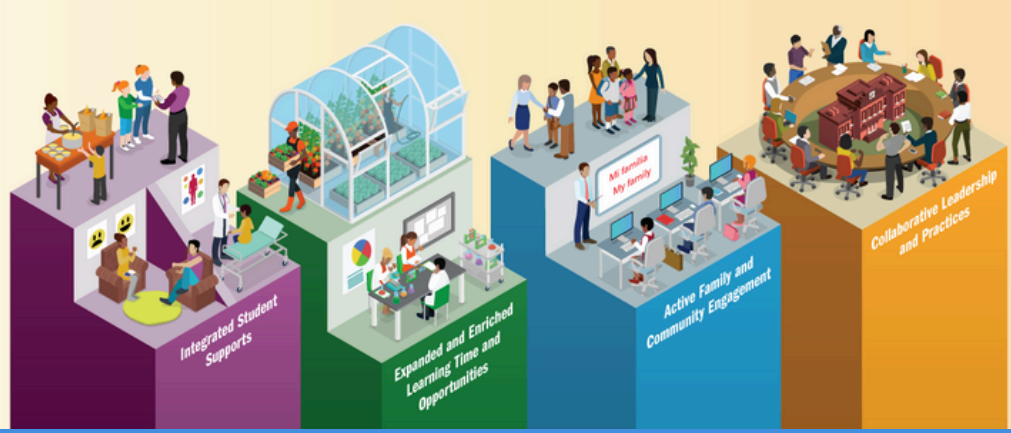 Integrated Student
Supports
Expanded and Enriched
Learning Time and
Opportunities
Mi familia
My family
Active Family and
Community Engagement
Collaborative Leadership
and Practices